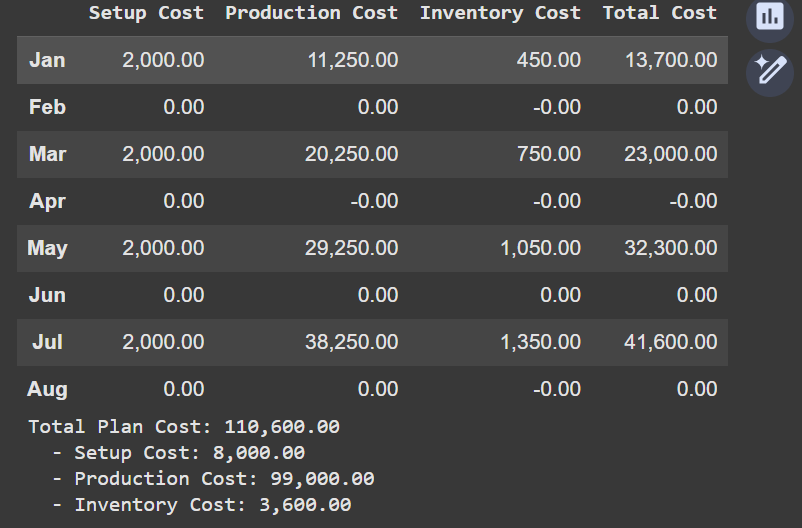 Setup Cost Production Cost Inventory Cost Total Cost
Jan 2,000.00 11,250.00 450.00 13,700.00
Feb 0.00 0.00 -0.00 0.00
Mar 2,000.00 20,250.00 750.00 23,000.00
Apr 0.00 -0.00 -0.00 -0.00
May 2,000.00 29,250.00 1,050.00 32,300.00
Jun 0.00 0.00 0.00 0.00
Jul 2,000.00 38,250.00 1,350.00 41,600.00
Aug 0.00 0.00 -0.00 0.00
Total Plan Cost: 110,600.00
- Setup Cost: 8,000.00
- Production Cost: 99,000.00
- Inventory Cost: 3,600.00